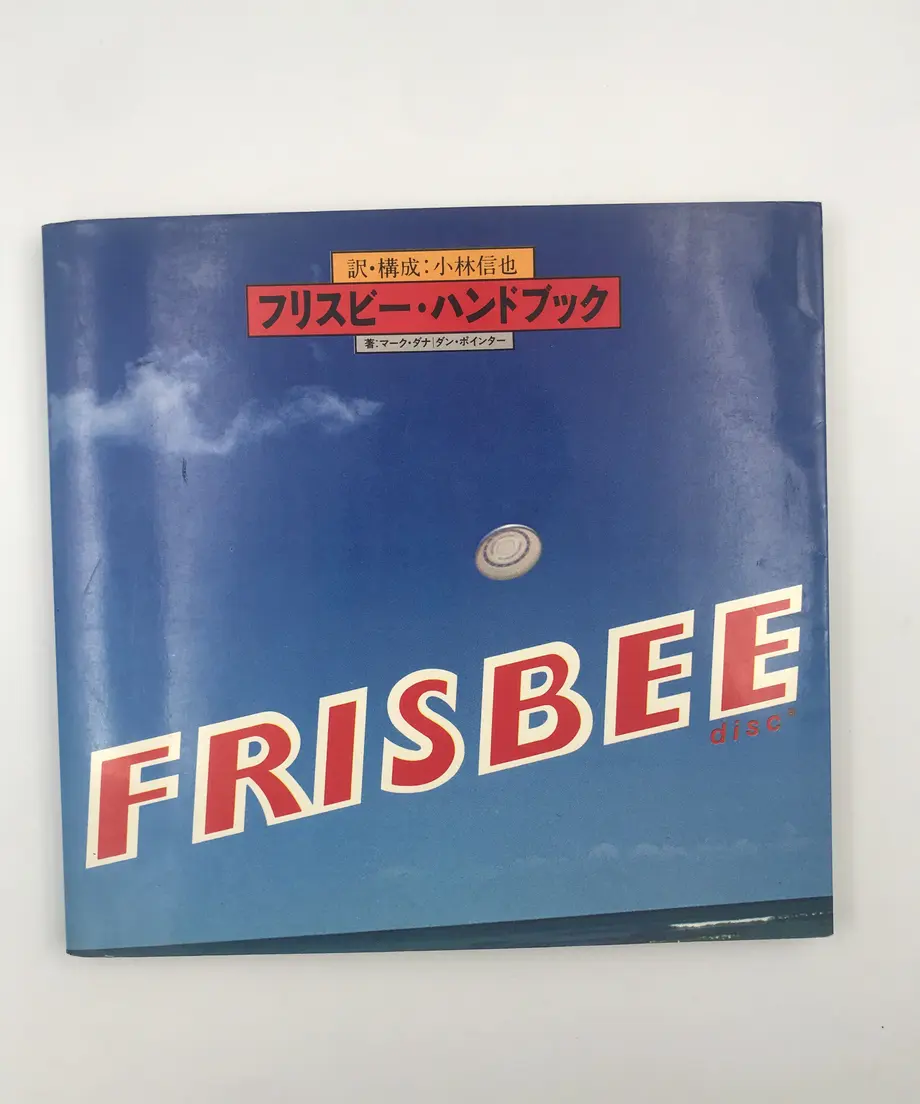 訳・構成：小林信也
フリスビー・ハンドブック
著：マーク・ダナ|ダン・ポインター
FRISBEE
disc®